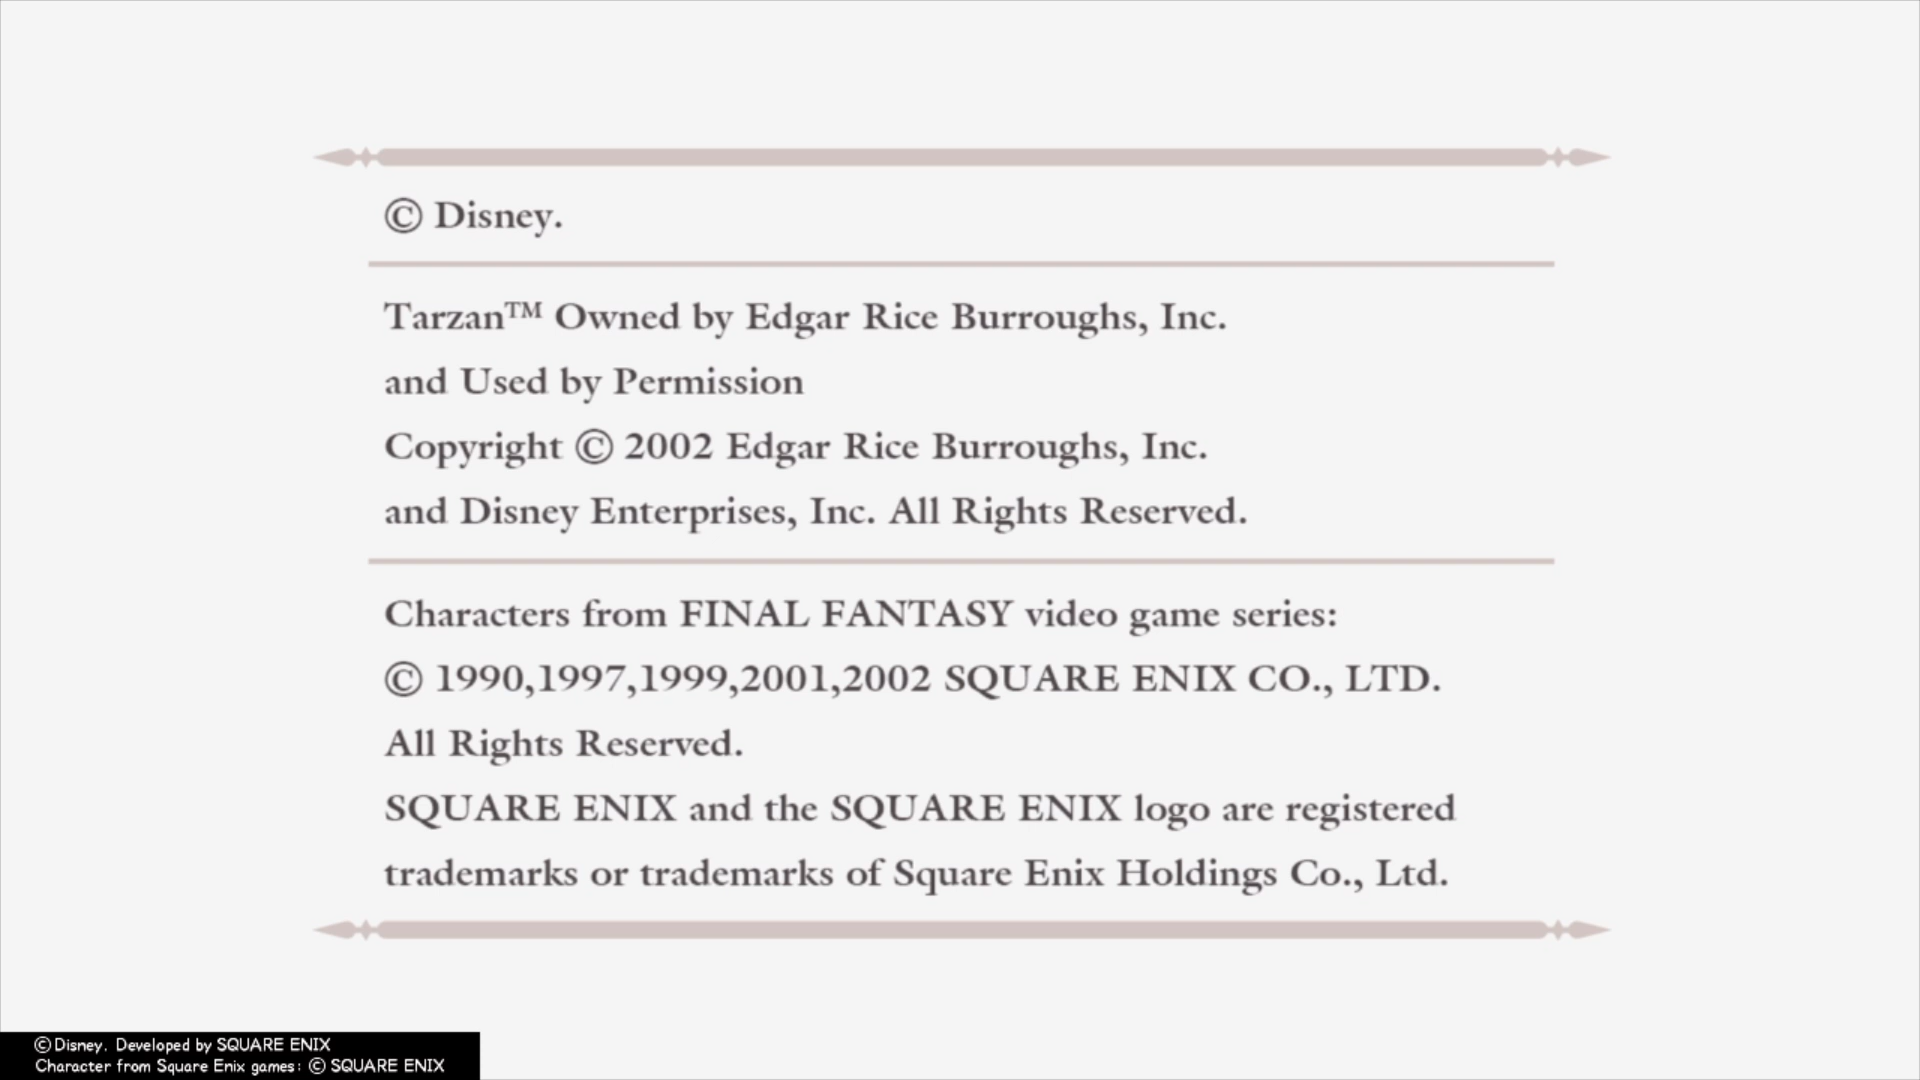 © Disney.
Tarzan™ Owned by Edgar Rice Burroughs, Inc.
and Used by Permission
Copyright © 2002 Edgar Rice Burroughs, Inc.
and Disney Enterprises, Inc. All Rights Reserved.
Characters from FINAL FANTASY video game series:
© 1990,1997,1999,2001,2002 SQUARE ENIX CO., LTD.
All Rights Reserved.
SQUARE ENIX and the SQUARE ENIX logo are registered
trademarks or trademarks of Square Enix Holdings Co., Ltd.
© Disney. Developed by SQUARE ENIX
Character from Square Enix games: © SQUARE ENIX